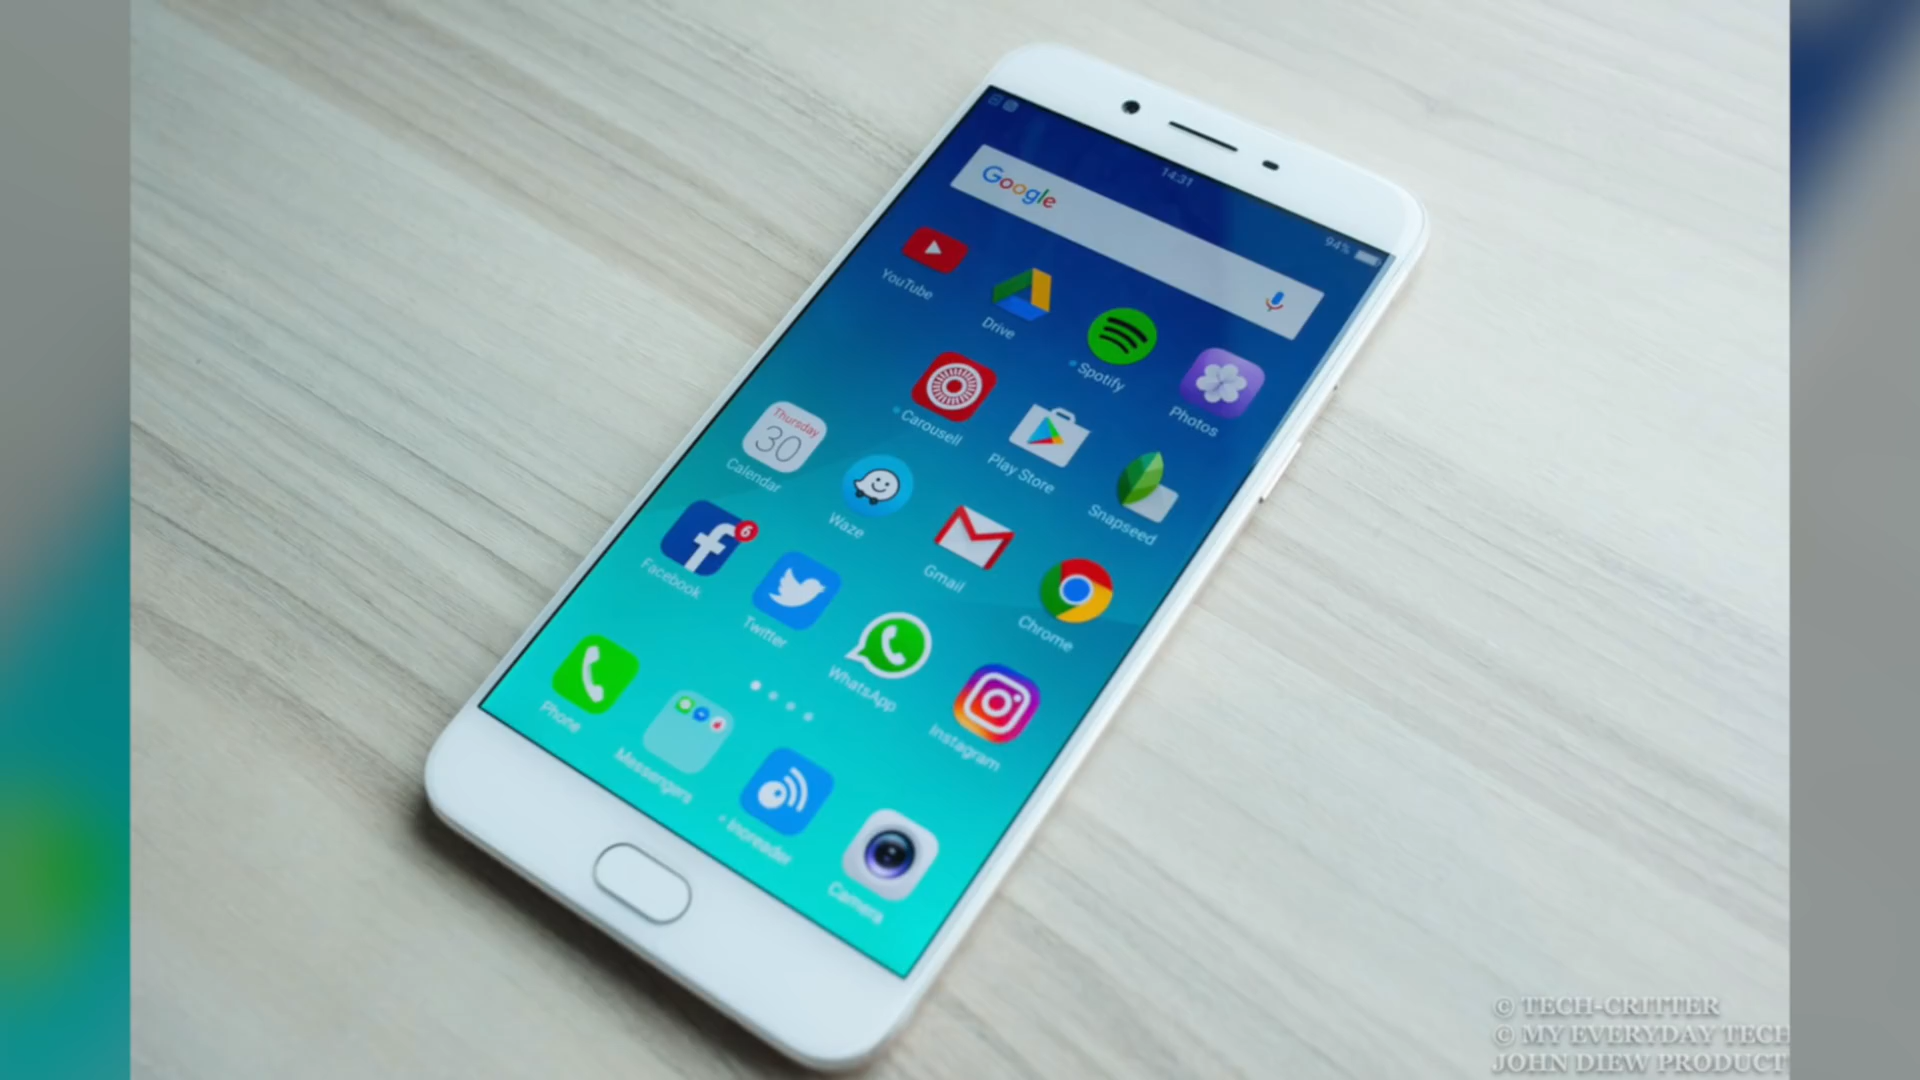 14:31
94%
Google
YouTube
Drive
Spotify
Photos
Carousell
Play Store
Snapseed
Thursday
30
Calendar
Waze
Gmail
Chrome
6
Facebook
Twitter
WhatsApp
Instagram
Phone
Messengers
Inoreader
Camera
© TECH-CRITTER
© MY EVERYDAY TECH
JOHN DIEW PRODUCT